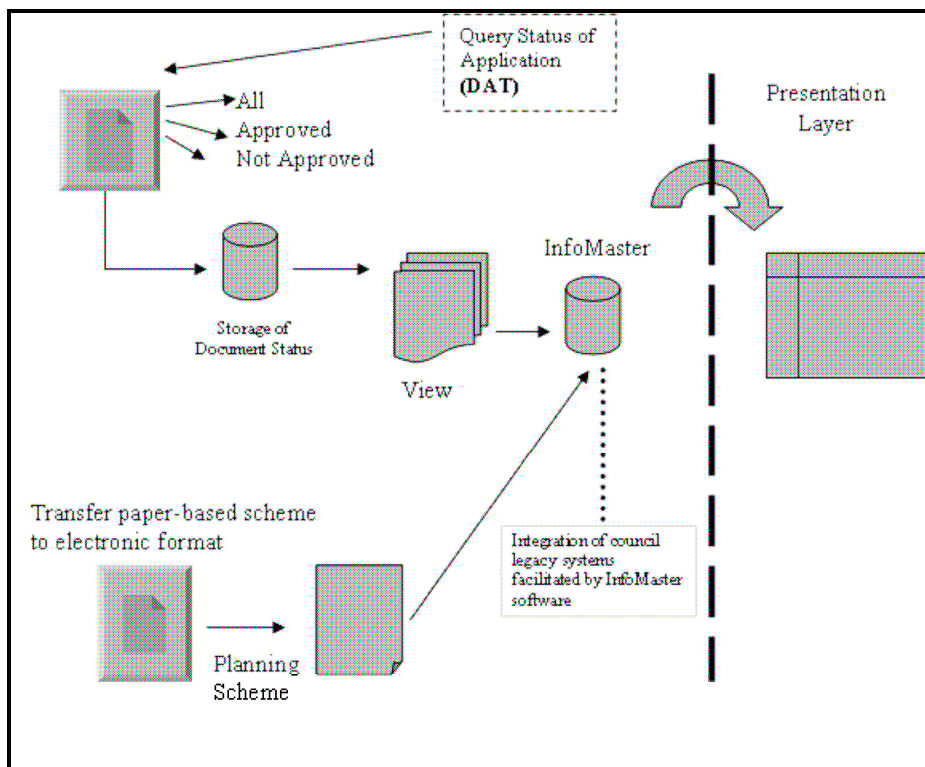 Query Status of
Application
(DAT)
Presentation
Layer
All
Approved
Not Approved
InfoMaster
Storage of
Document Status
View
Transfer paper-based scheme
to electronic format
Integration of council
legacy systems
facilitated by InfoMaster
software
Planning
Scheme